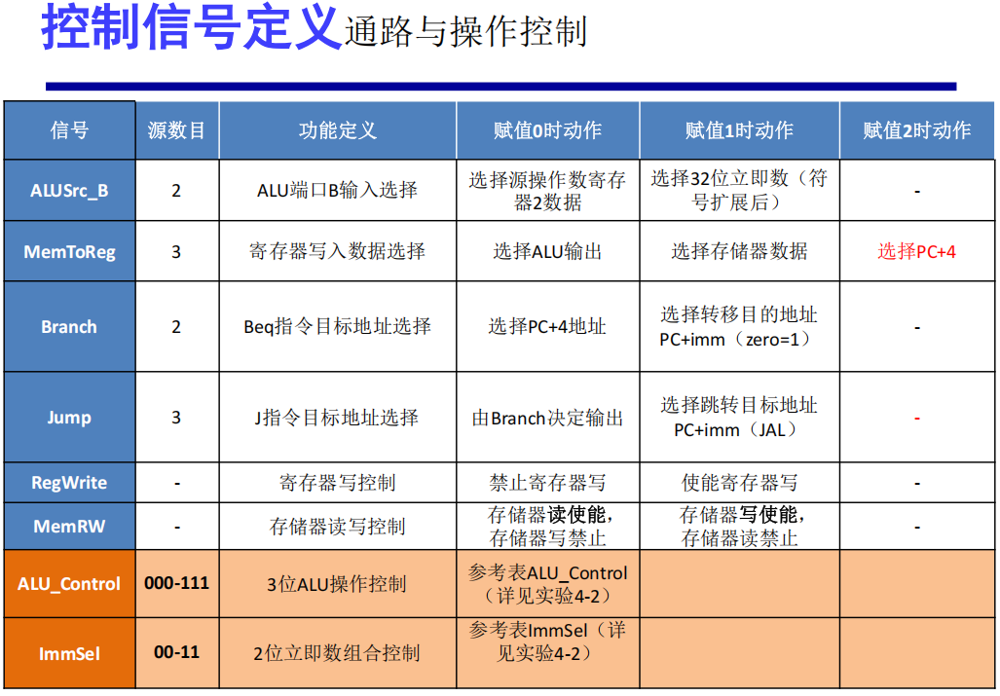 控制信号定义通路与操作控制
信号 源数目 功能定义 赋值0时动作 赋值1时动作 赋值2时动作
ALUSrc_B 2 ALU端口B输入选择 选择源操作数寄存器2数据 选择32位立即数（符号扩展后） -
MemToReg 3 寄存器写入数据选择 选择ALU输出 选择存储器数据 选择PC+4
Branch 2 Beq指令目标地址选择 选择PC+4地址 选择转移目的地址PC+imm（zero=1） -
Jump 3 J指令目标地址选择 由Branch决定输出 选择跳转目标地址PC+imm（JAL） -
RegWrite - 寄存器写控制 禁止寄存器写 使能寄存器写 -
MemRW - 存储器读写控制 存储器读使能，存储器写禁止 存储器写使能，存储器读禁止 -
ALU_Control 000-111 3位ALU操作控制 参考表ALU_Control（详见实验4-2）
ImmSel 00-11 2位立即数组合控制 参考表ImmSel（详见实验4-2）